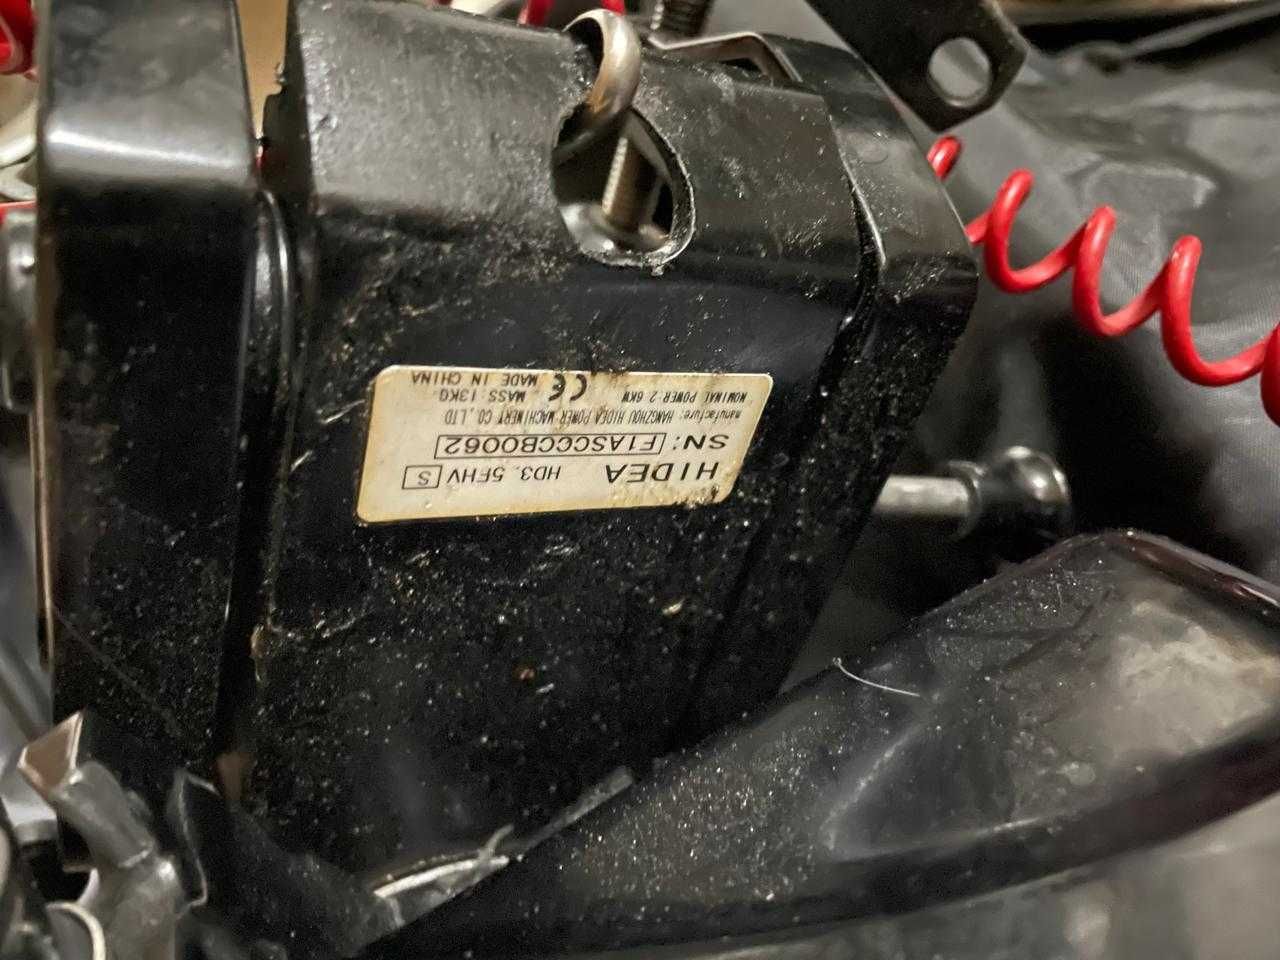 HIDEA HD3.5FHV S
SN: F1ASCCCB0062
manufacture: HANGZHOU HIDEA POWER MACHINERY CO., LTD
NOMINAL POWER:2.6KW MASS:13KG
CE MADE IN CHINA